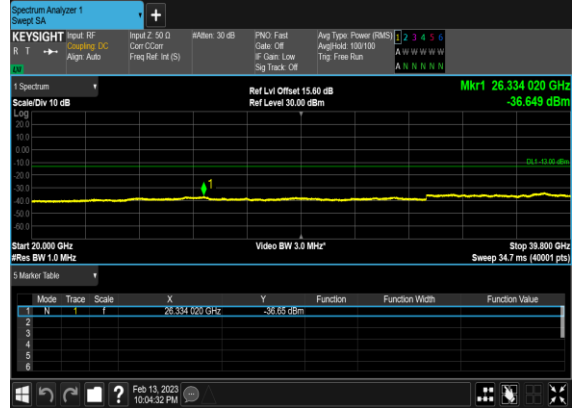 Spectrum Analyzer 1
Swept SA
+
KEYSIGHT
R T
Input: RF
Coupling: DC
Align: Auto
Input Z: 50 Ω
Corr CCorr
Freq Ref: Int (S)
#Atten: 30 dB
PNO: Fast
Gate: Off
IF Gain: Low
Sig Track: Off
Avg Type: Power (RMS)
Avg|Hold: 100/100
Trig: Free Run
1 2 3 4 5 6
A W W W W W
A N N N N N
1 Spectrum
Scale/Div 10 dB
Ref Lvl Offset 15.60 dB
Ref Level 30.00 dBm
Mkr1 26.334 020 GHz
-36.649 dBm
Log
20.0
10.0
0.00
-10.0
-20.0
-30.0
-40.0
-50.0
-60.0
DL1 -13.00 dBm
1
Start 20.000 GHz
#Res BW 1.0 MHz
Video BW 3.0 MHz*
Stop 39.800 GHz
Sweep 34.7 ms (40001 pts)
5 Marker Table
Mode Trace Scale X Y Function Function Width Function Value
1 N 1 f 26.334 020 GHz -36.65 dBm
2
3
4
5
6
?
Feb 13, 2023
10:04:32 PM